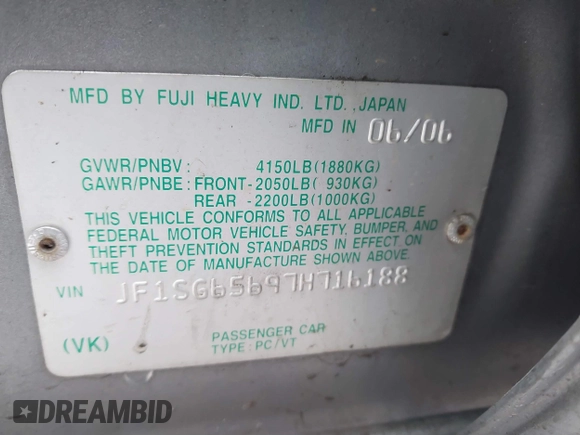 MFD BY FUJI HEAVY IND. LTD. JAPAN
MFD IN 06/06
GVWR/PNBV : 4150LB(1880KG)
GAWR/PNBE : FRONT-2050LB( 930KG)
REAR -2200LB(1000KG)
THIS VEHICLE CONFORMS TO ALL APPLICABLE
FEDERAL MOTOR VEHICLE SAFETY, BUMPER, AND
THEFT PREVENTION STANDARDS IN EFFECT ON
THE DATE OF MANUFACTURE SHOWN ABOVE.
VIN JF1SG65697H716188
PASSENGER CAR
(VK) TYPE: PC/VT
DREAMBID